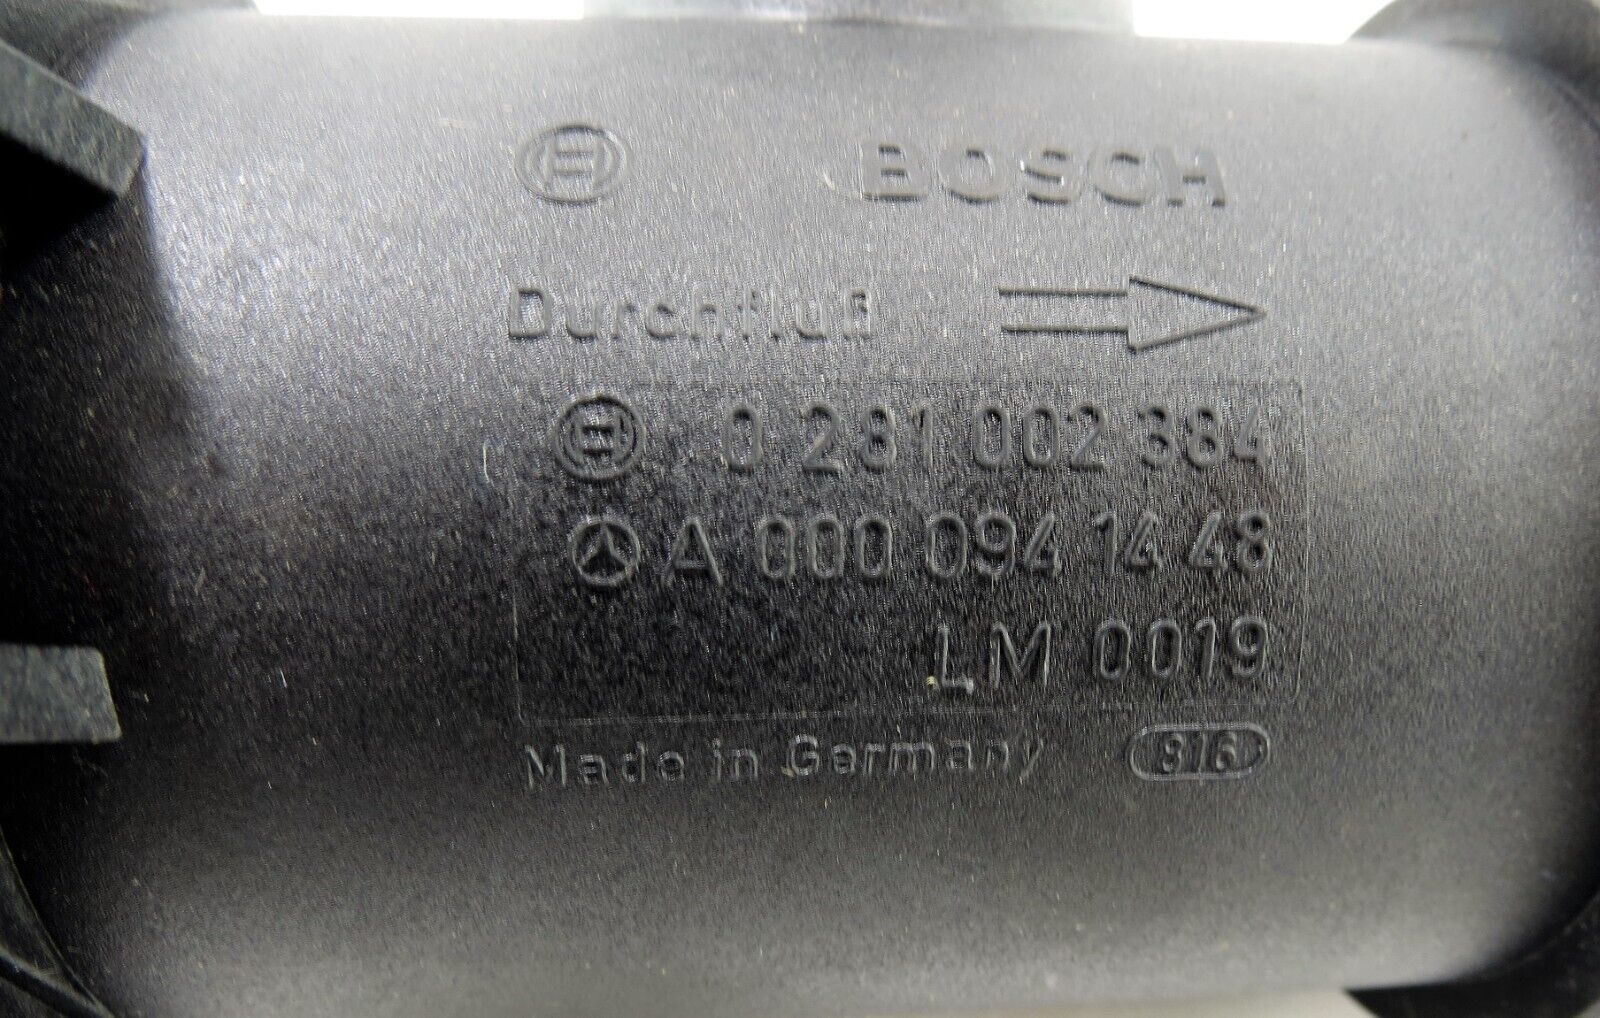 BOSCH
Durchfluß
0 281 002 384
A 000 094 14 48
LM 0019
Made in Germany 816